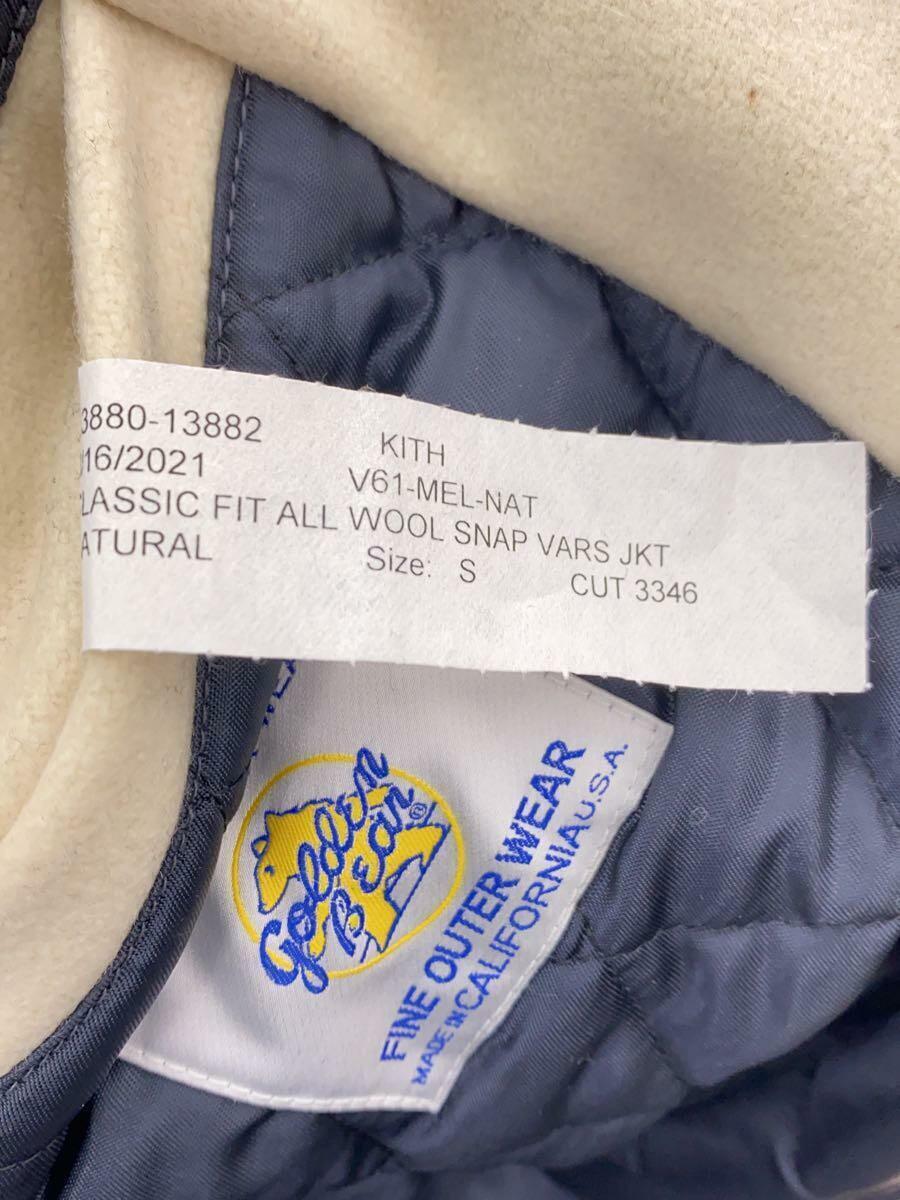 3880-13882 KITH
16/2021 V61-MEL-NAT
LASSIC FIT ALL WOOL SNAP VARS JKT
ATURAL Size: S CUT 3346
Golden
Bear©
FINE OUTER WEAR
MADE IN CALIFORNIA U.S.A.